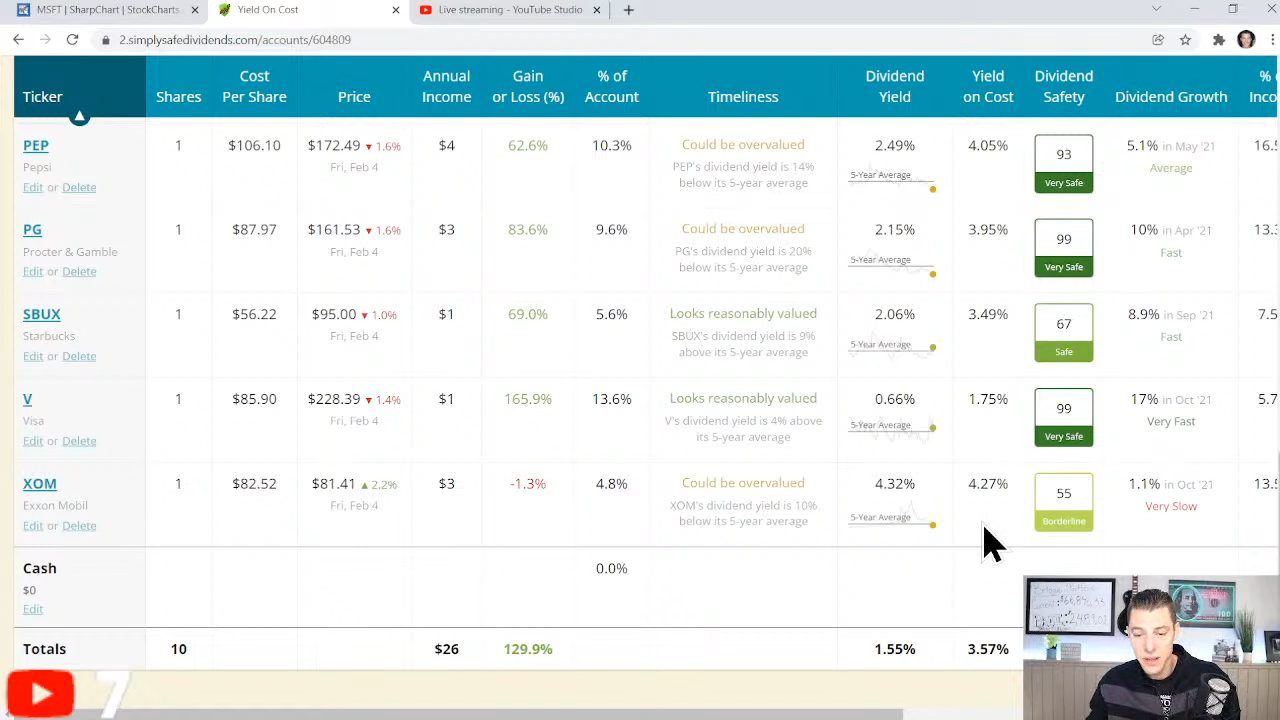 MSFT | SharpChart | StockCharts.
Yield On Cost
Live streaming - YouTube Studio
2.simplysafedividends.com/accounts/604809
Ticker
Shares
Cost
Per Share
Price
Annual
Income
Gain
or Loss (%)
% of
Account
Timeliness
Dividend
Yield
Yield
on Cost
Dividend
Safety
Dividend Growth
%
Inco
PEP
Pepsi
Edit or Delete
1
$106.10
$172.49 ▼ 1.6%
Fri, Feb 4
$4
62.6%
10.3%
Could be overvalued
PEP's dividend yield is 14%
below its 5-year average
2.49%
5-Year Average
4.05%
93
Very Safe
5.1% in May '21
Average
16.
PG
Procter & Gamble
Edit or Delete
1
$87.97
$161.53 ▼ 1.6%
Fri, Feb 4
$3
83.6%
9.6%
Could be overvalued
PG's dividend yield is 20%
below its 5-year average
2.15%
5-Year Average
3.95%
99
Very Safe
10% in Apr '21
Fast
13.
SBUX
Starbucks
Edit or Delete
1
$56.22
$95.00 ▼ 1.0%
Fri, Feb 4
$1
69.0%
5.6%
Looks reasonably valued
SBUX's dividend yield is 9%
above its 5-year average
2.06%
5-Year Average
3.49%
67
Safe
8.9% in Sep '21
Fast
7.5
V
Visa
Edit or Delete
1
$85.90
$228.39 ▼ 1.4%
Fri, Feb 4
$1
165.9%
13.6%
Looks reasonably valued
V's dividend yield is 4% above
its 5-year average
0.66%
5-Year Average
1.75%
99
Very Safe
17% in Oct '21
Very Fast
5.7
XOM
Exxon Mobil
Edit or Delete
1
$82.52
$81.41 ▲ 2.2%
Fri, Feb 4
$3
-1.3%
4.8%
Could be overvalued
XOM's dividend yield is 10%
below its 5-year average
4.32%
5-Year Average
4.27%
55
Borderline
1.1% in Oct '21
Very Slow
13.5
Cash
$0
Edit
0.0%
Totals
10
$26
129.9%
1.55%
3.57%
7